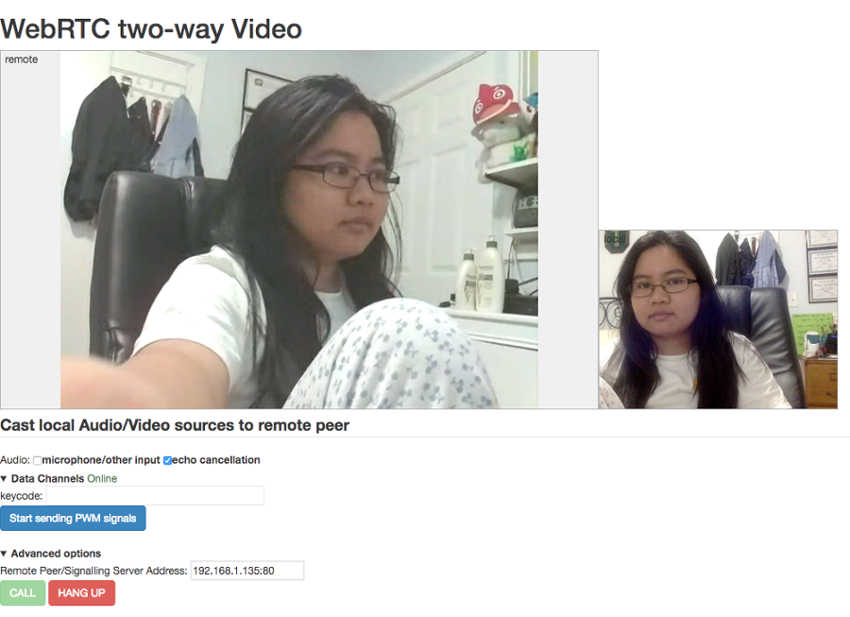 WebRTC two-way Video
remote
local
Cast local Audio/Video sources to remote peer
Audio: microphone/other input echo cancellation
▼ Data Channels Online
keycode:
Start sending PWM signals
▼ Advanced options
Remote Peer/Signalling Server Address: 192.168.1.135:80
CALL HANG UP